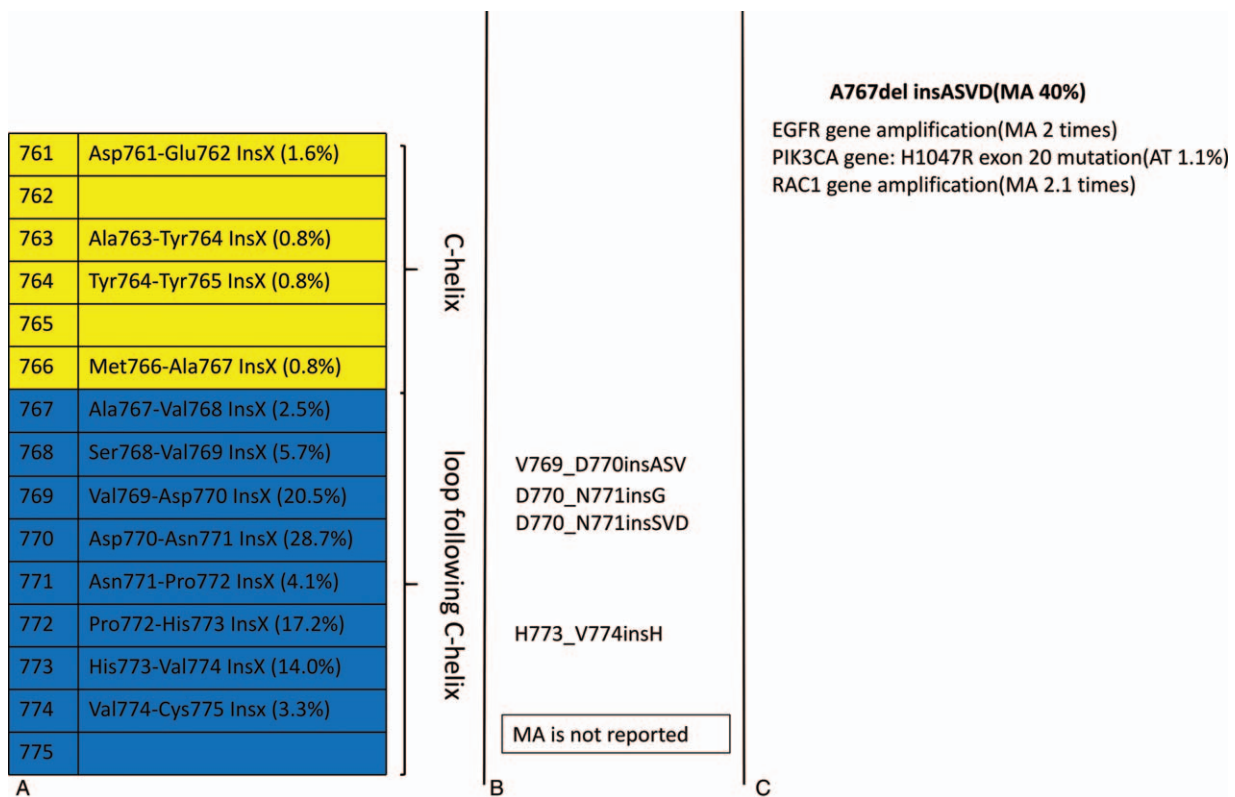 761 Asp761-Glu762 InsX (1.6%)
762
763 Ala763-Tyr764 InsX (0.8%)
764 Tyr764-Tyr765 InsX (0.8%)
765
766 Met766-Ala767 InsX (0.8%)
767 Ala767-Val768 InsX (2.5%)
768 Ser768-Val769 InsX (5.7%)
769 Val769-Asp770 InsX (20.5%)
770 Asp770-Asn771 InsX (28.7%)
771 Asn771-Pro772 InsX (4.1%)
772 Pro772-His773 InsX (17.2%)
773 His773-Val774 InsX (14.0%)
774 Val774-Cys775 Insx (3.3%)
775
C-helix
loop following C-helix
A
V769_D770insASV
D770_N771insG
D770_N771insSVD
H773_V774insH
MA is not reported
B
A767del insASVD(MA 40%)
EGFR gene amplification(MA 2 times)
PIK3CA gene: H1047R exon 20 mutation(AT 1.1%)
RAC1 gene amplification(MA 2.1 times)
C